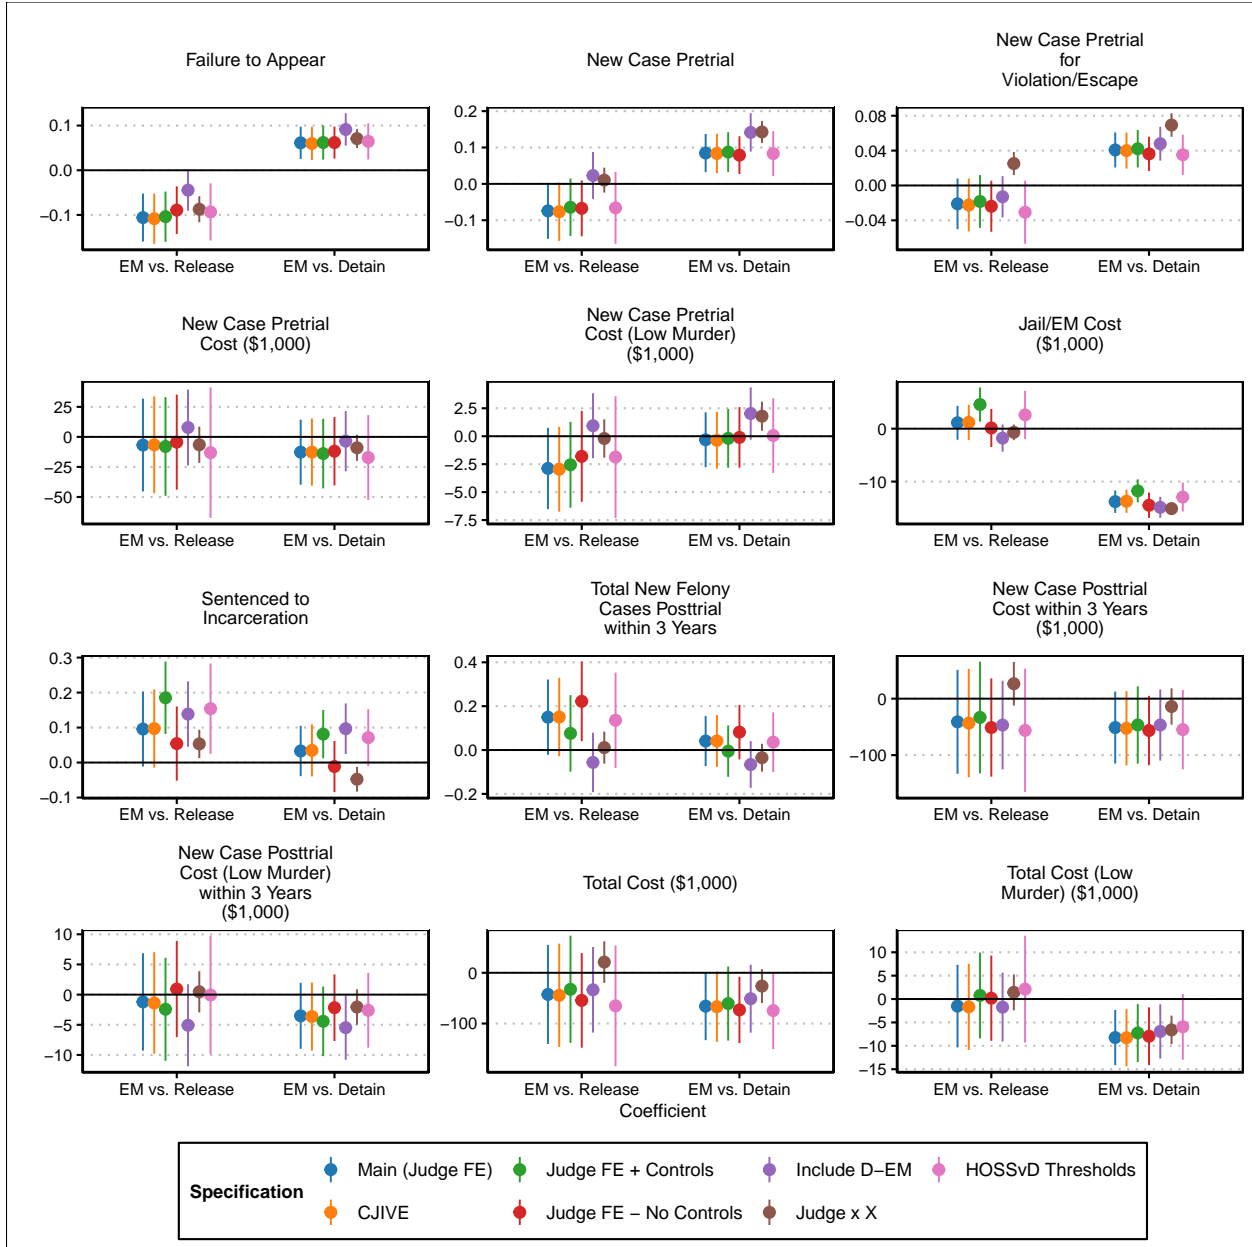 Failure to Appear
0.1
0.0
−0.1
EM vs. Release
EM vs. Detain
New Case Pretrial
0.2
0.1
0.0
−0.1
EM vs. Release
EM vs. Detain
New Case Pretrial
for
Violation/Escape
0.08
0.04
0.00
−0.04
EM vs. Release
EM vs. Detain
New Case Pretrial
Cost ($1,000)
25
0
−25
−50
EM vs. Release
EM vs. Detain
New Case Pretrial
Cost (Low Murder)
($1,000)
2.5
0.0
−2.5
−5.0
−7.5
EM vs. Release
EM vs. Detain
Jail/EM Cost
($1,000)
0
−10
EM vs. Release
EM vs. Detain
Sentenced to
Incarceration
0.3
0.2
0.1
0.0
−0.1
EM vs. Release
EM vs. Detain
Total New Felony
Cases Posttrial
within 3 Years
0.4
0.2
0.0
−0.2
EM vs. Release
EM vs. Detain
New Case Posttrial
Cost within 3 Years
($1,000)
0
−100
EM vs. Release
EM vs. Detain
New Case Posttrial
Cost (Low Murder)
within 3 Years
($1,000)
10
5
0
−5
−10
EM vs. Release
EM vs. Detain
Total Cost ($1,000)
0
−100
EM vs. Release
EM vs. Detain
Total Cost (Low
Murder) ($1,000)
10
5
0
−5
−10
−15
EM vs. Release
EM vs. Detain
Coefficient
Specification
Main (Judge FE)
Judge FE + Controls
Include D−EM
HOSSvD Thresholds
CJIVE
Judge FE − No Controls
Judge x X